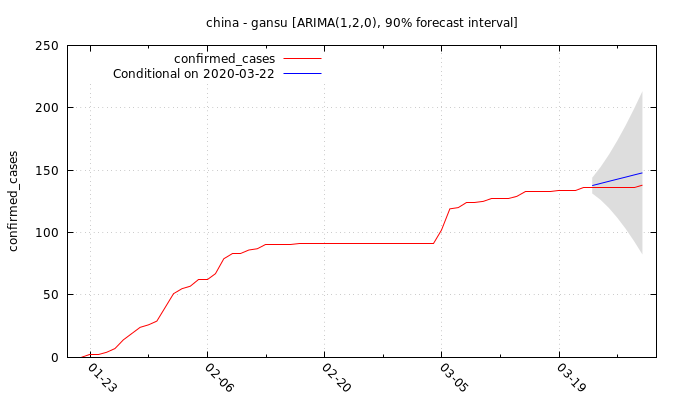 china - gansu [ARIMA(1,2,0), 90% forecast interval]
250
200
150
100
50
0
confirmed_cases
confirmed_cases
Conditional on 2020-03-22
01-23
02-06
02-20
03-05
03-19